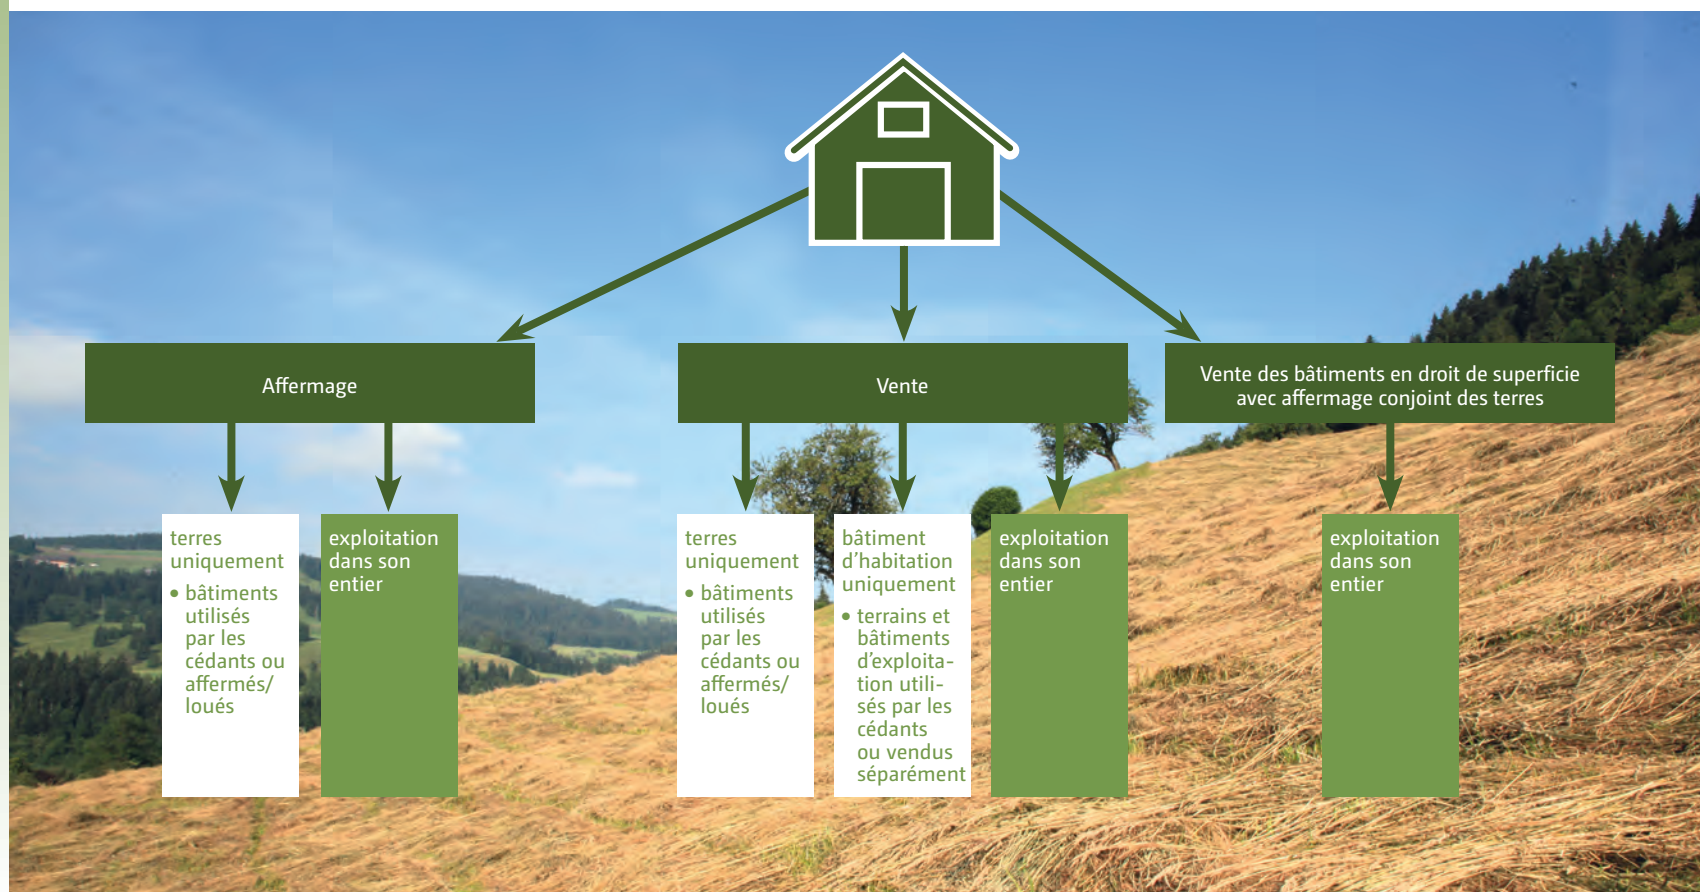 Affermage
Vente
Vente des bâtiments en droit de superficie
avec affermage conjoint des terres
terres
uniquement
• bâtiments
utilisés
par les
cédants ou
affermés/
loués
exploitation
dans son
entier
terres
uniquement
• bâtiments
utilisés
par les
cédants ou
affermés/
loués
bâtiment
d'habitation
uniquement
• terrains et
bâtiments
d'exploita-
tion utili-
sés par les
cédants
ou vendus
séparément
exploitation
dans son
entier
exploitation
dans son
entier